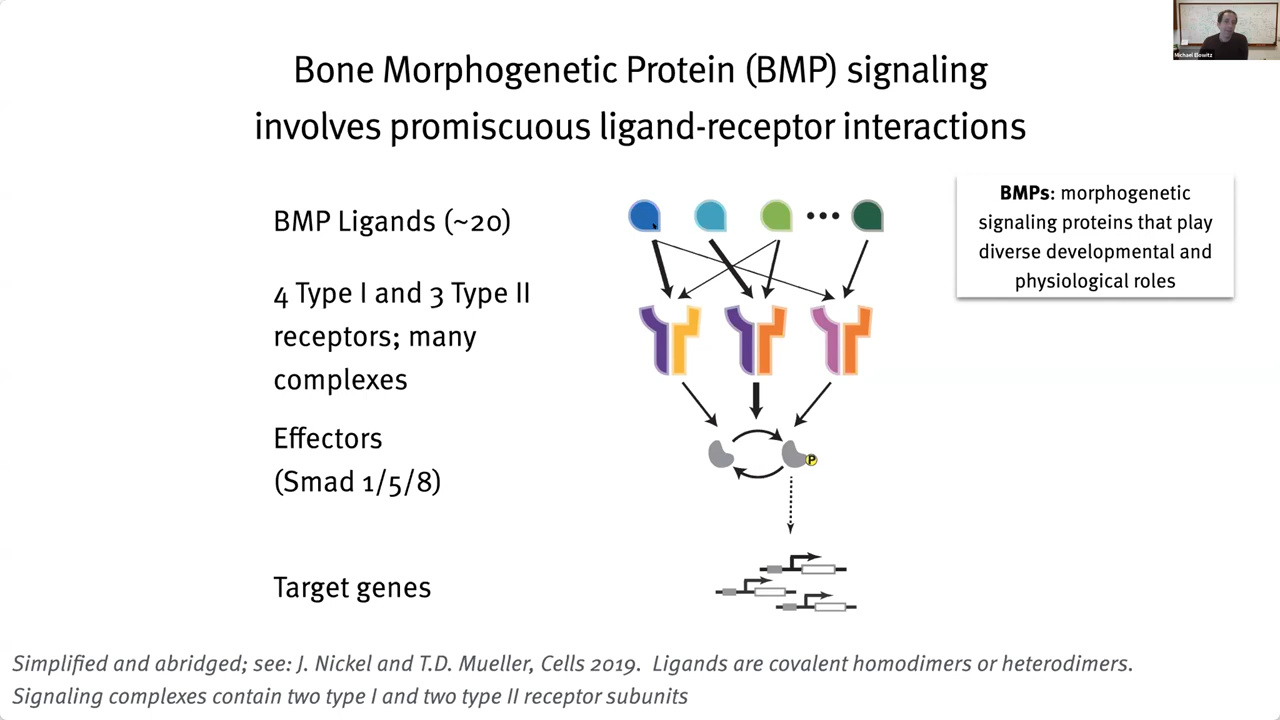 Michael Elowitz
Bone Morphogenetic Protein (BMP) signaling
involves promiscuous ligand-receptor interactions
BMP Ligands (~20)
4 Type I and 3 Type II
receptors; many
complexes
Effectors
(Smad 1/5/8)
Target genes
P
BMPs: morphogenetic
signaling proteins that play
diverse developmental and
physiological roles
Simplified and abridged; see: J. Nickel and T.D. Mueller, Cells 2019. Ligands are covalent homodimers or heterodimers.
Signaling complexes contain two type I and two type II receptor subunits